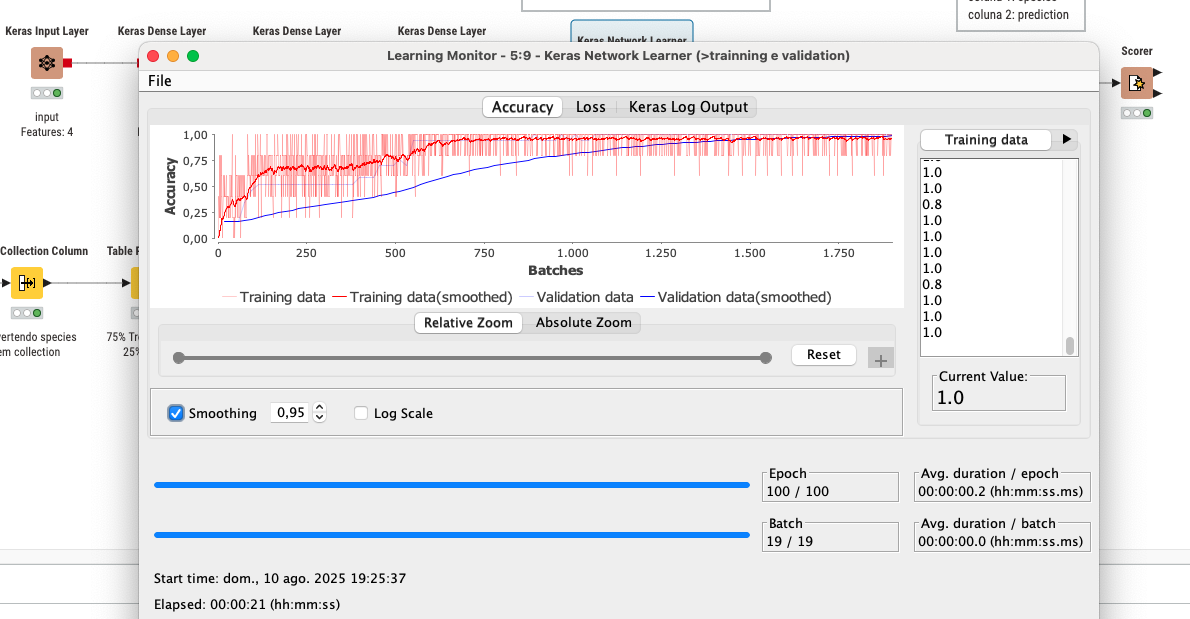 coluna 2: prediction
Keras Input Layer
Keras Dense Layer
Keras Dense Layer
Keras Dense Layer
Keras Network Learner
Scorer
input
Features: 4
Collection Column
Table
vertendo species
em collection
75%
25%
Learning Monitor - 5:9 - Keras Network Learner (>trainning e validation)
File
Accuracy
Loss
Keras Log Output
1,00
0,75
0,50
0,25
0,00
Accuracy
0
250
500
750
1.000
1.250
1.500
1.750
Batches
Training data
Training data(smoothed)
Validation data
Validation data(smoothed)
Relative Zoom
Absolute Zoom
Reset
+
Smoothing
0,95
Log Scale
Training data
1.0
1.0
0.8
1.0
1.0
1.0
1.0
0.8
1.0
1.0
1.0
Current Value:
1.0
Epoch
100 / 100
Avg. duration / epoch
00:00:00.2 (hh:mm:ss.ms)
Batch
19 / 19
Avg. duration / batch
00:00:00.0 (hh:mm:ss.ms)
Start time: dom., 10 ago. 2025 19:25:37
Elapsed: 00:00:21 (hh:mm:ss)